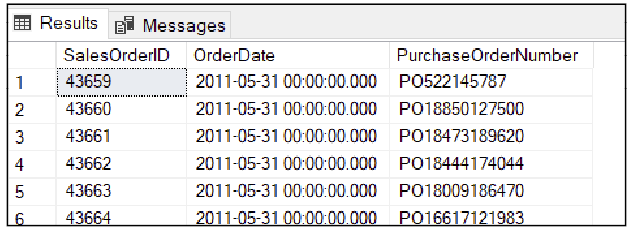 Results Messages
SalesOrderID OrderDate PurchaseOrderNumber
1 43659 2011-05-31 00:00:00.000 PO522145787
2 43660 2011-05-31 00:00:00.000 PO18850127500
3 43661 2011-05-31 00:00:00.000 PO18473189620
4 43662 2011-05-31 00:00:00.000 PO18444174044
5 43663 2011-05-31 00:00:00.000 PO18009186470
6 43664 2011-05-31 00:00:00.000 PO16617121983